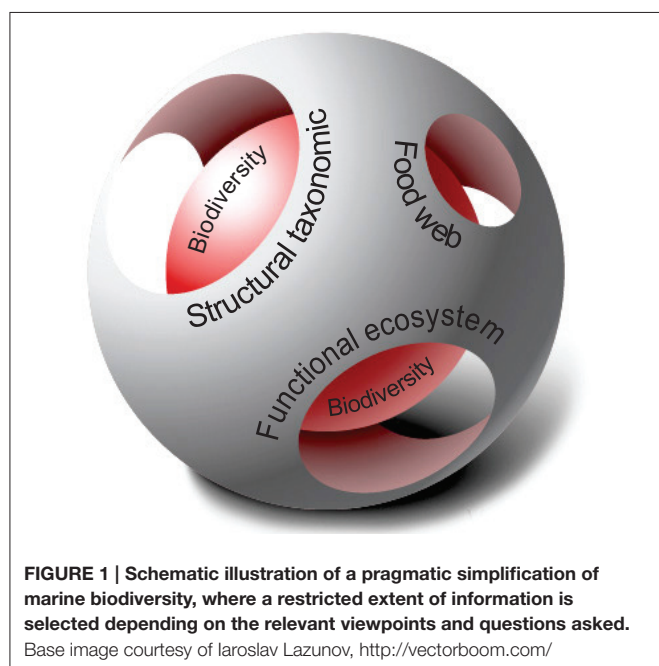 Biodiversity
Structural taxonomic
Food web
Functional ecosystem
Biodiversity
FIGURE 1 | Schematic illustration of a pragmatic simplification of
marine biodiversity, where a restricted extent of information is
selected depending on the relevant viewpoints and questions asked.
Base image courtesy of Iaroslav Lazunov, http://vectorboom.com/